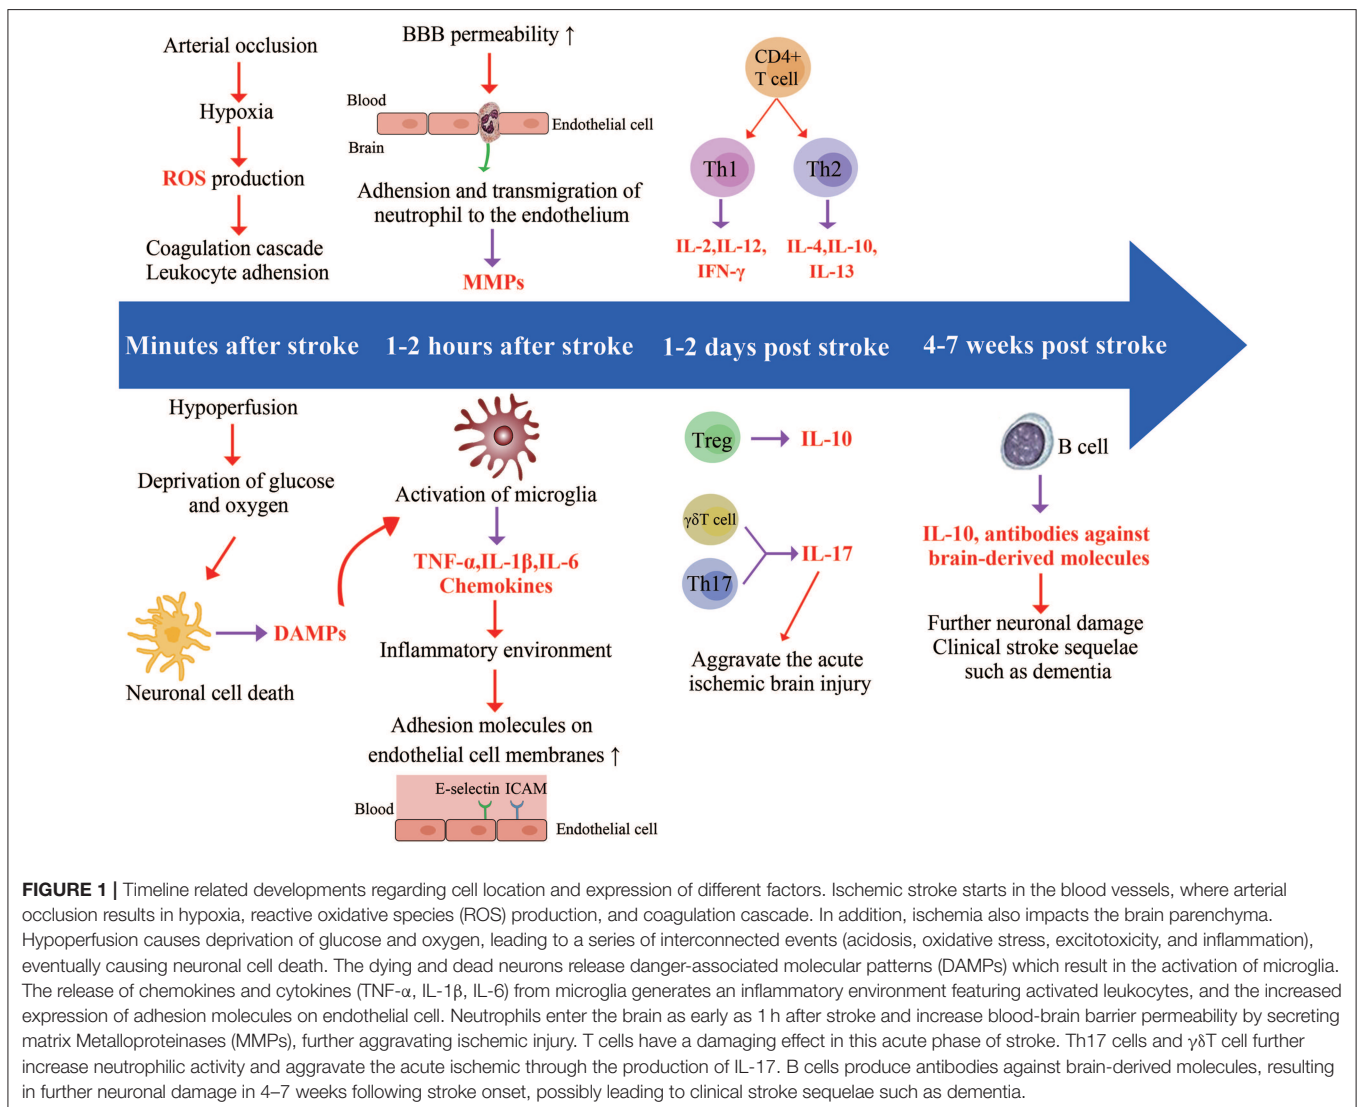 Arterial occlusion
Hypoxia
ROS production
Coagulation cascade
Leukocyte adhension
BBB permeability ↑
Blood
Endothelial cell
Brain
Adhension and transmigration of
neutrophil to the endothelium
MMPs
CD4+
T cell
Th1
Th2
IL-2,IL-12,
IFN-γ
IL-4,IL-10,
IL-13
Minutes after stroke
1-2 hours after stroke
1-2 days post stroke
4-7 weeks post stroke
Hypoperfusion
Deprivation of glucose
and oxygen
DAMPs
Neuronal cell death
Activation of microglia
TNF-α,IL-1β,IL-6
Chemokines
Inflammatory environment
Adhesion molecules on
endothelial cell membranes ↑
E-selectin ICAM
Blood
Endothelial cell
Treg
IL-10
γδT cell
IL-17
Th17
Aggravate the acute
ischemic brain injury
B cell
IL-10, antibodies against
brain-derived molecules
Further neuronal damage
Clinical stroke sequelae
such as dementia
FIGURE 1 | Timeline related developments regarding cell location and expression of different factors. Ischemic stroke starts in the blood vessels, where arterial
occlusion results in hypoxia, reactive oxidative species (ROS) production, and coagulation cascade. In addition, ischemia also impacts the brain parenchyma.
Hypoperfusion causes deprivation of glucose and oxygen, leading to a series of interconnected events (acidosis, oxidative stress, excitotoxicity, and inflammation),
eventually causing neuronal cell death. The dying and dead neurons release danger-associated molecular patterns (DAMPs) which result in the activation of microglia.
The release of chemokines and cytokines (TNF-α, IL-1β, IL-6) from microglia generates an inflammatory environment featuring activated leukocytes, and the increased
expression of adhesion molecules on endothelial cell. Neutrophils enter the brain as early as 1 h after stroke and increase blood-brain barrier permeability by secreting
matrix Metalloproteinases (MMPs), further aggravating ischemic injury. T cells have a damaging effect in this acute phase of stroke. Th17 cells and γδT cell further
increase neutrophilic activity and aggravate the acute ischemic through the production of IL-17. B cells produce antibodies against brain-derived molecules, resulting
in further neuronal damage in 4–7 weeks following stroke onset, possibly leading to clinical stroke sequelae such as dementia.